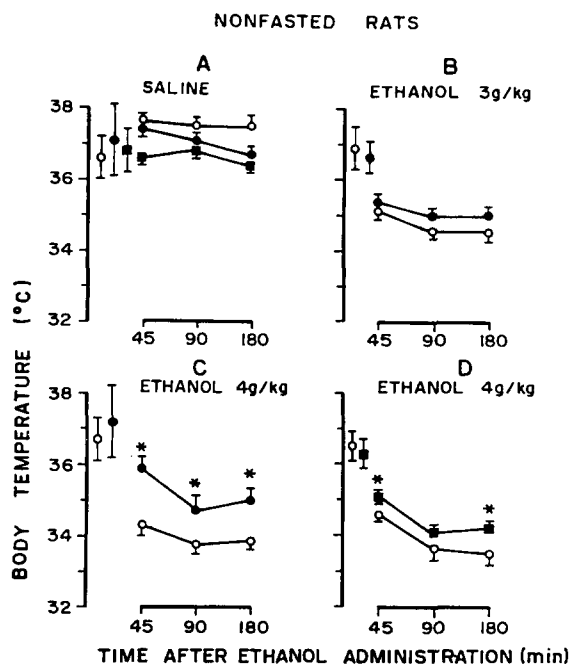 NONFASTED RATS
A
SALINE
B
ETHANOL 3g/kg
38
36
34
32
45 90 180
45 90 180
C
ETHANOL 4g/kg
D
ETHANOL 4g/kg
38
36
34
32
* * *
* *
45 90 180
45 90 180
BODY TEMPERATURE (°C)
TIME AFTER ETHANOL ADMINISTRATION (min)